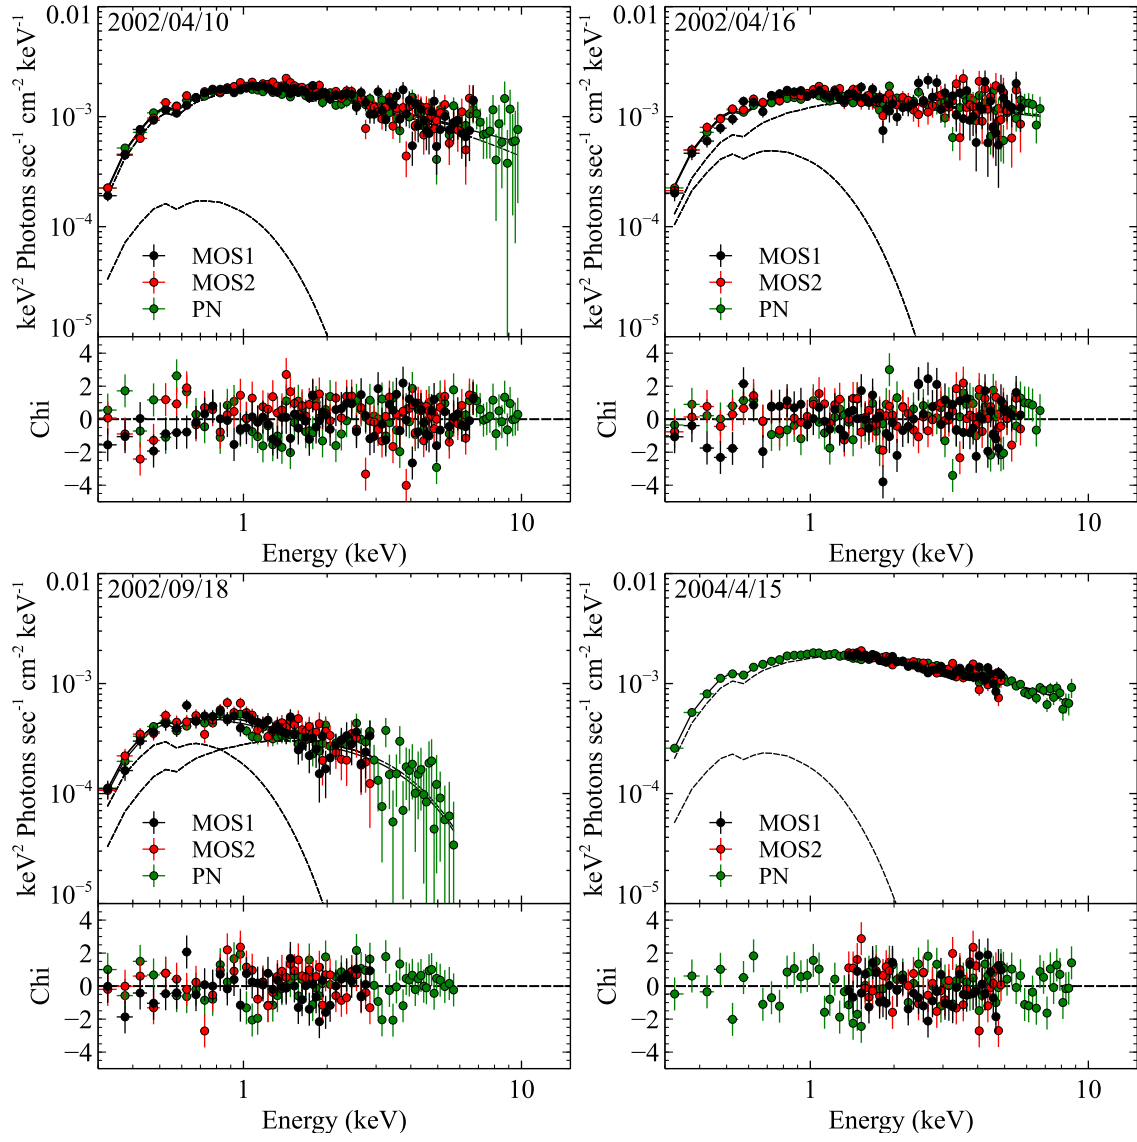 2002/04/10
keV² Photons sec⁻¹ cm⁻² keV⁻¹
0.01
10⁻³
10⁻⁴
10⁻⁵
MOS1
MOS2
PN
Chi
4
2
0
−2
−4
1
10
Energy (keV)
2002/04/16
keV² Photons sec⁻¹ cm⁻² keV⁻¹
0.01
10⁻³
10⁻⁴
10⁻⁵
MOS1
MOS2
PN
Chi
4
2
0
−2
−4
1
10
Energy (keV)
2002/09/18
keV² Photons sec⁻¹ cm⁻² keV⁻¹
0.01
10⁻³
10⁻⁴
10⁻⁵
MOS1
MOS2
PN
Chi
4
2
0
−2
−4
1
10
Energy (keV)
2004/4/15
keV² Photons sec⁻¹ cm⁻² keV⁻¹
0.01
10⁻³
10⁻⁴
10⁻⁵
MOS1
MOS2
PN
Chi
4
2
0
−2
−4
1
10
Energy (keV)